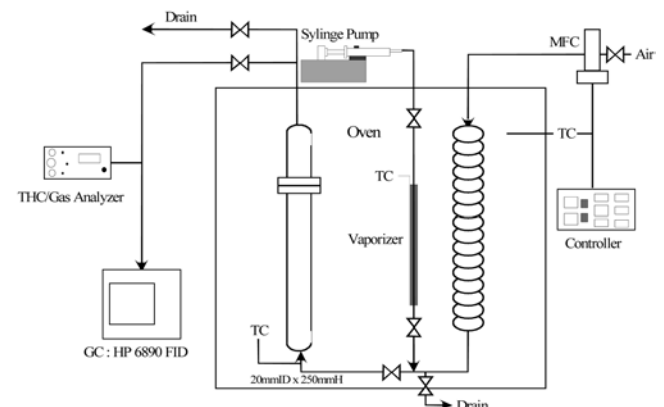 Drain
Sylinge Pump
MFC
Air
Oven
TC
TC
THC/Gas Analyzer
Vaporizer
Controller
TC
GC : HP 6890 FID
20mmID x 250mmH
Drain